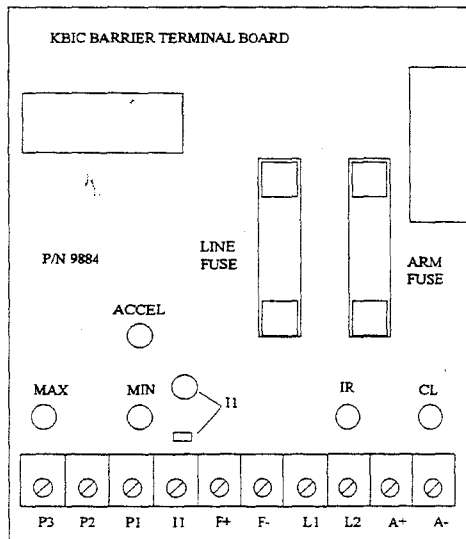 KBIC BARRIER TERMINAL BOARD
LINE
FUSE
P/N 9884
ARM
FUSE
ACCEL
MAX
MIN
I1
IR
CL
P3 P2 P1 I1 F+ F- L1 L2 A+ A-